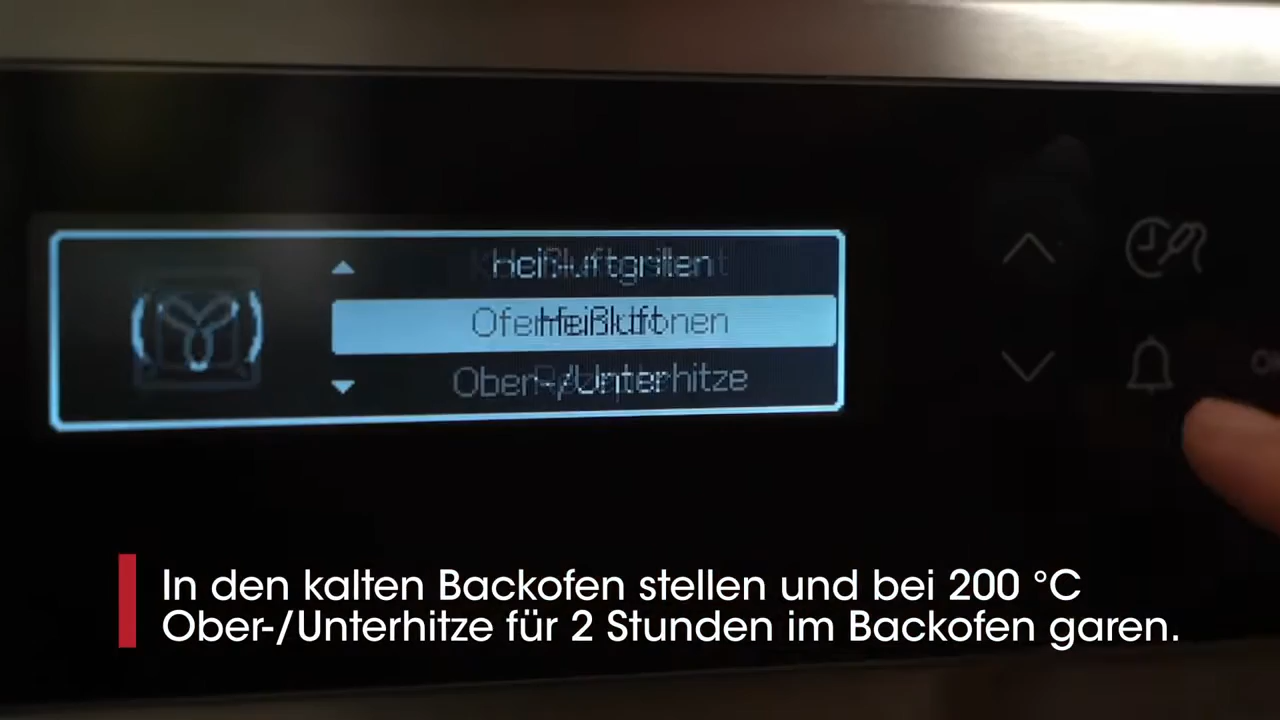 Heißluftgrillen
Heißluft
Ober-/Unterhitze
In den kalten Backofen stellen und bei 200 °C
Ober-/Unterhitze für 2 Stunden im Backofen garen.